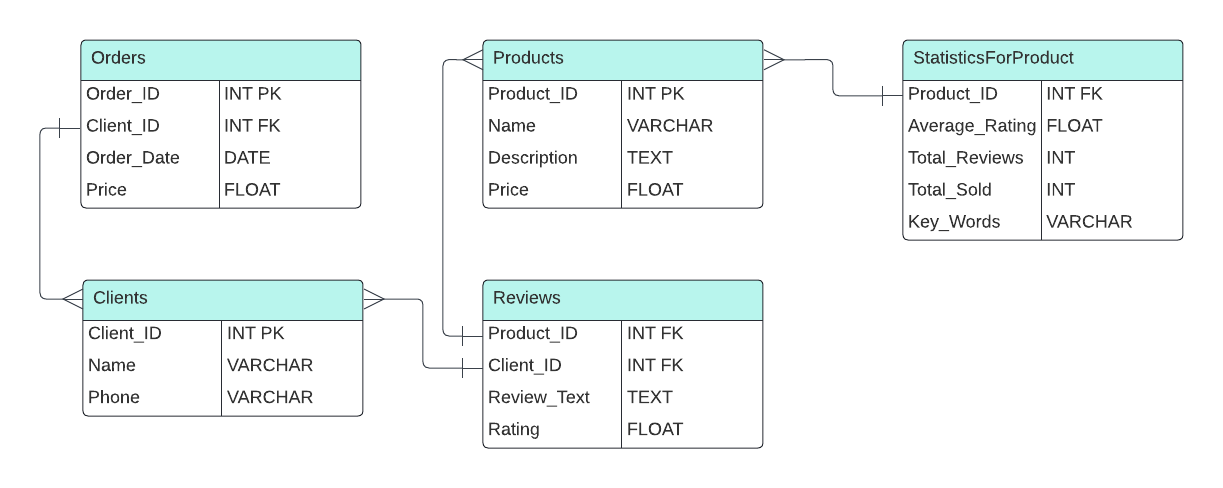 Orders
Order_ID INT PK
Client_ID INT FK
Order_Date DATE
Price FLOAT
Products
Product_ID INT PK
Name VARCHAR
Description TEXT
Price FLOAT
StatisticsForProduct
Product_ID INT FK
Average_Rating FLOAT
Total_Reviews INT
Total_Sold INT
Key_Words VARCHAR
Clients
Client_ID INT PK
Name VARCHAR
Phone VARCHAR
Reviews
Product_ID INT FK
Client_ID INT FK
Review_Text TEXT
Rating FLOAT